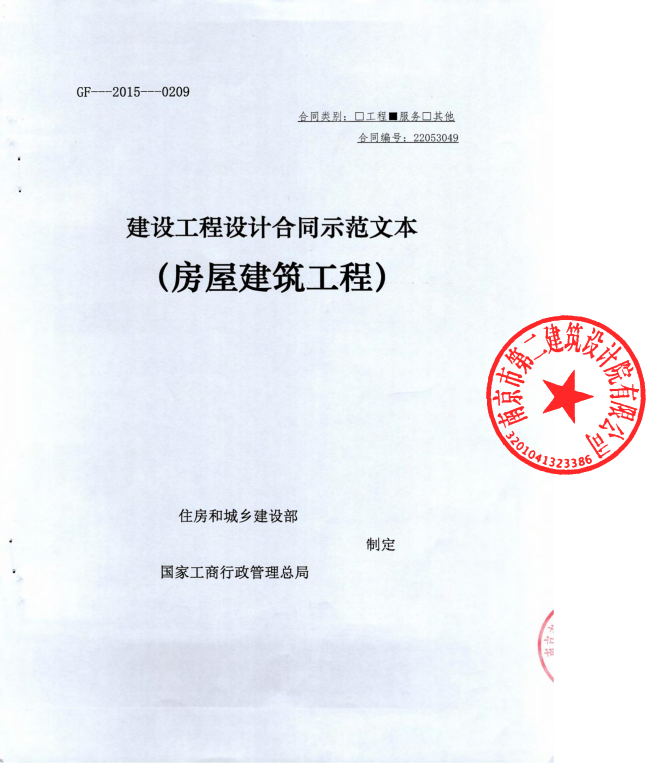 GF---2015---0209
合同类别：□工程■服务□其他
合同编号：22053049
建设工程设计合同示范文本
（房屋建筑工程）
南京市第二建筑设计院有限公司
3201041323386
住房和城乡建设部
制定
国家工商行政管理总局